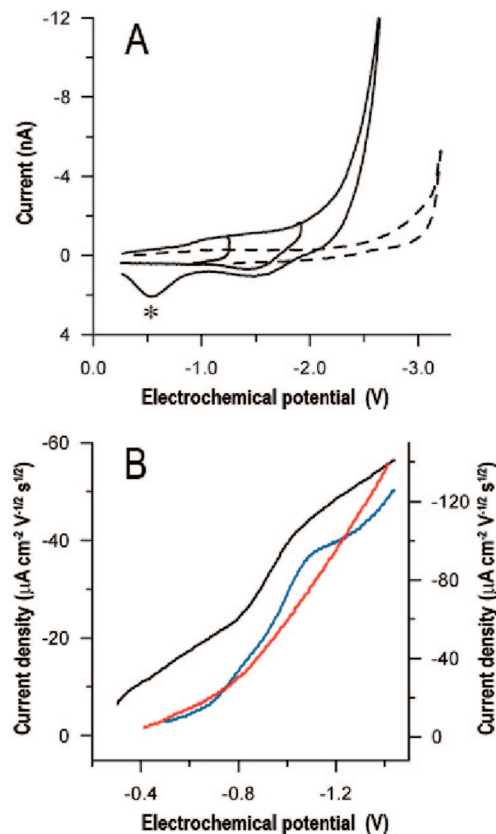 A
-12
-8
-4
0
4
Current (nA)
*
0.0 -1.0 -2.0 -3.0
Electrochemical potential (V)
B
-60
-40
-20
0
Current density (µA cm-2 V-1/2 s1/2)
-120
-80
-40
0
Current density (µA cm-2 V-1/2 s1/2)
-0.4 -0.8 -1.2
Electrochemical potential (V)